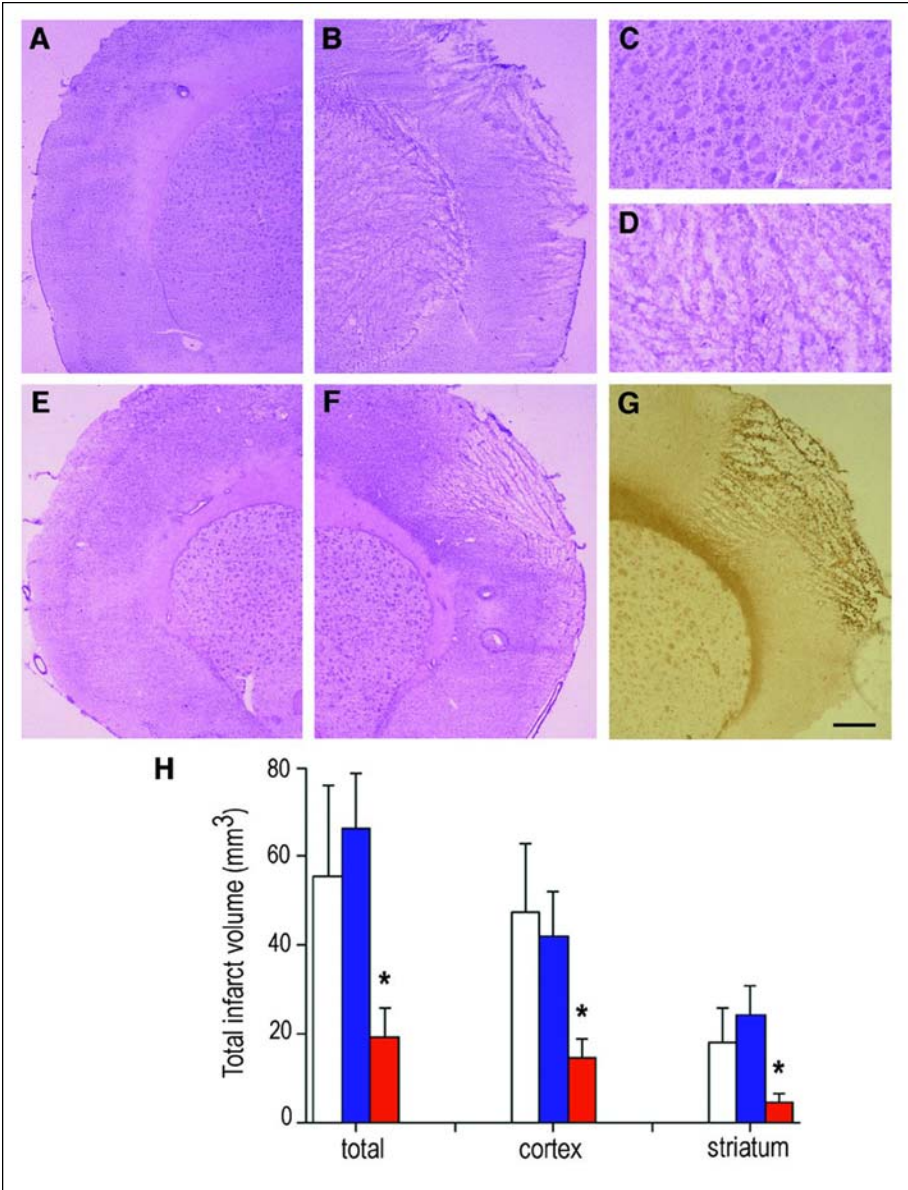 A
B
C
D
E
F
G
H
Total infarct volume (mm3)
80
60
40
20
0
*
*
*
total
cortex
striatum